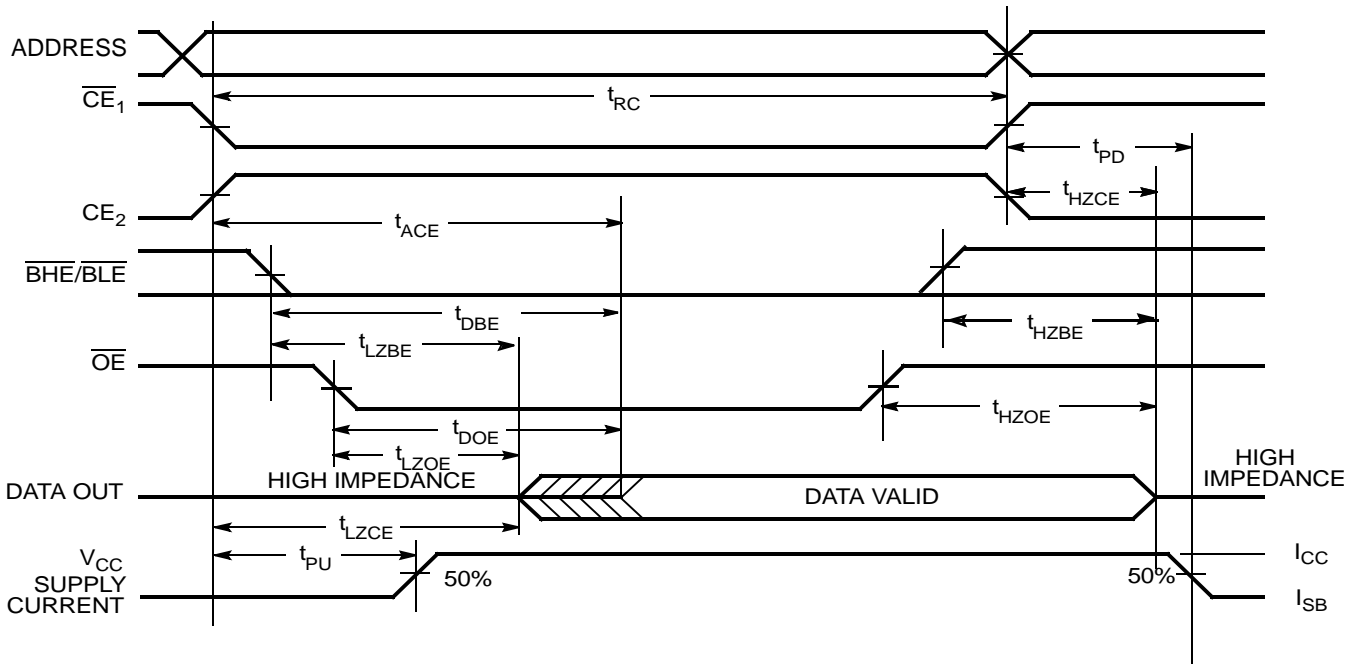 ADDRESS
CE1
tRC
tPD
tHZCE
CE2
tACE
BHE/BLE
tDBE
tHZBE
tLZBE
OE
tHZOE
tDOE
tLZOE
HIGH IMPEDANCE
HIGH
IMPEDANCE
DATA OUT
DATA VALID
tLZCE
tPU
VCC
SUPPLY
CURRENT
50%
50%
ICC
ISB